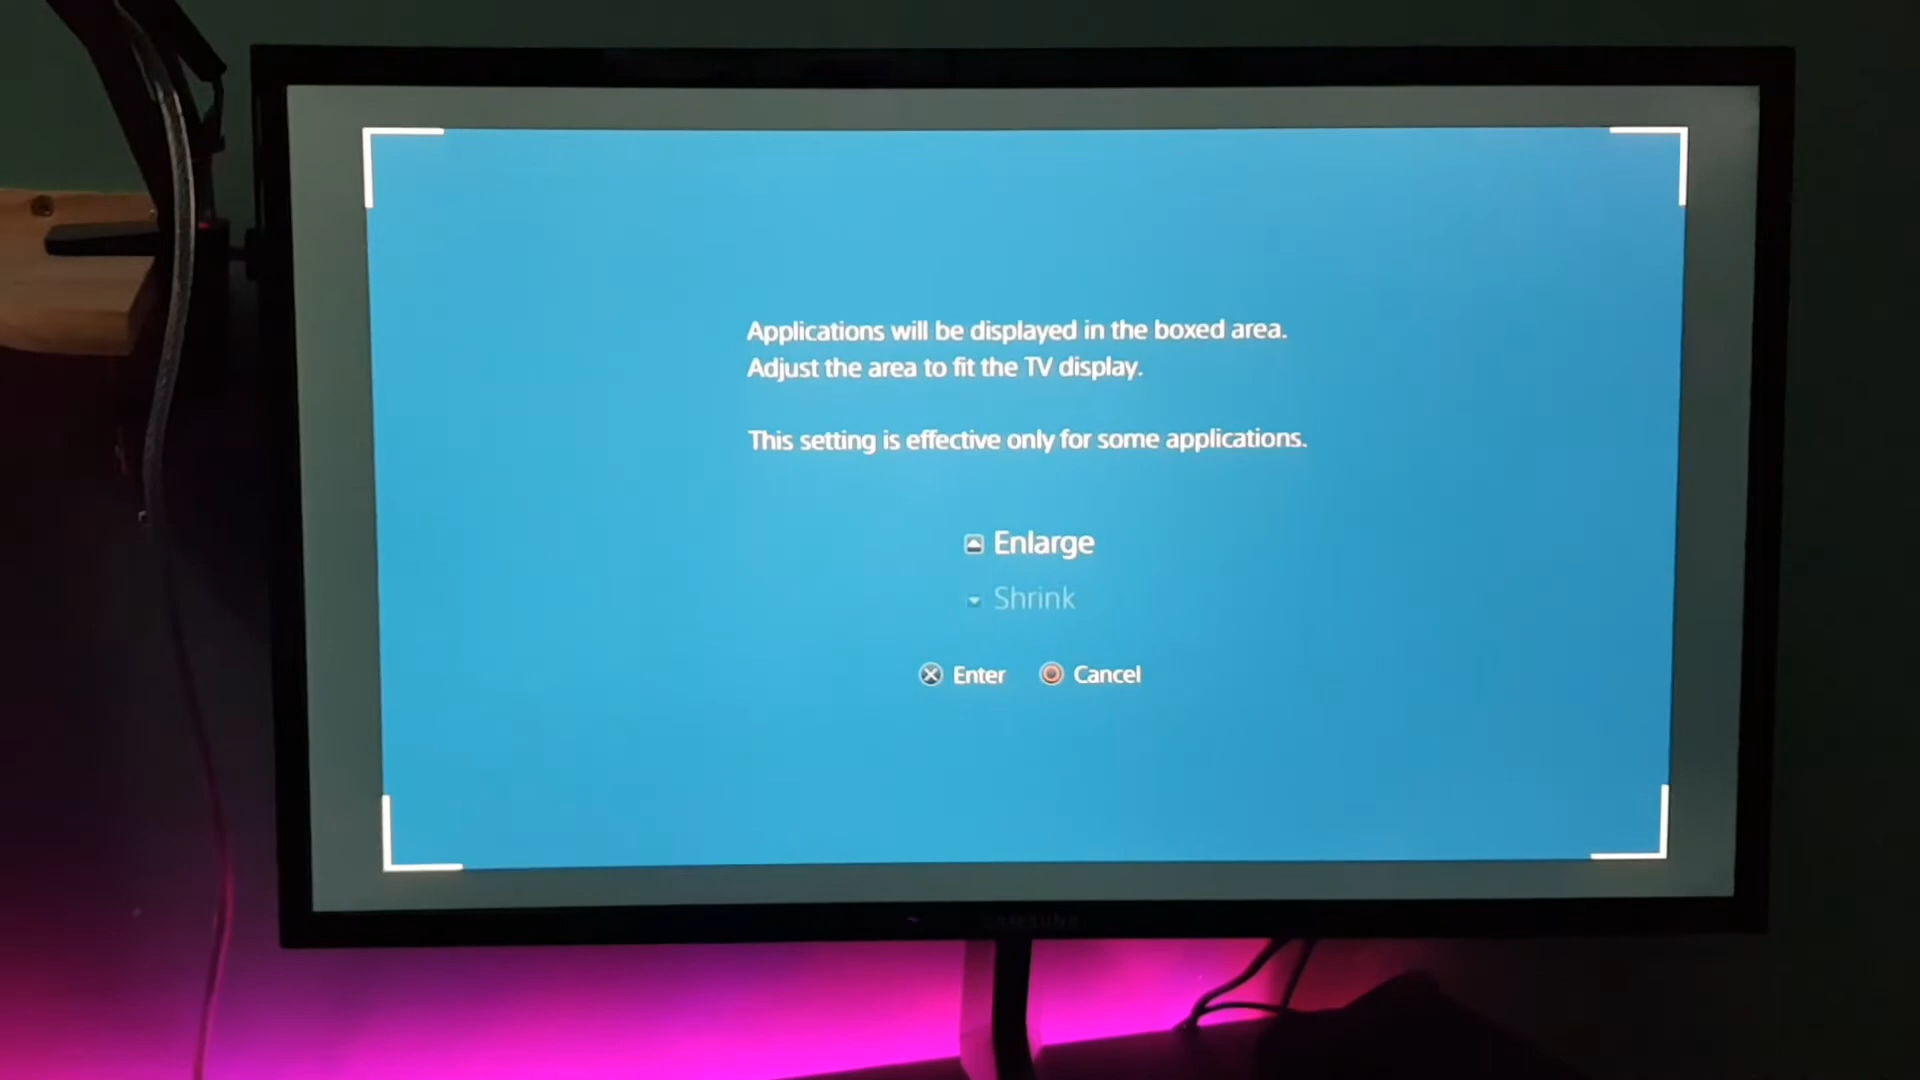 Applications will be displayed in the boxed area.
Adjust the area to fit the TV display.
This setting is effective only for some applications.
Enlarge
Shrink
Enter Cancel
SAMSUNG